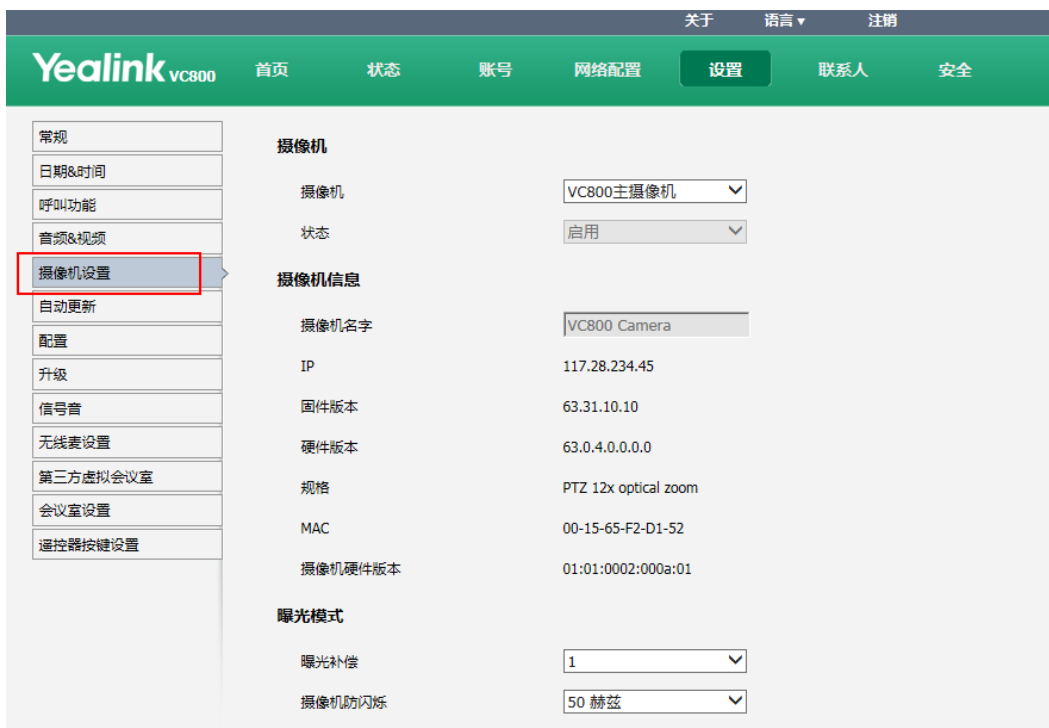 关于 语言▼ 注销
Yealink VC800 首页 状态 账号 网络配置 设置 联系人 安全
常规
日期&时间
呼叫功能
音频&视频
摄像机设置
自动更新
配置
升级
信号音
无线麦设置
第三方虚拟会议室
会议室设置
遥控器按键设置
摄像机
摄像机 VC800主摄像机
状态 启用
摄像机信息
摄像机名字 VC800 Camera
IP 117.28.234.45
固件版本 63.31.10.10
硬件版本 63.0.4.0.0.0.0
规格 PTZ 12x optical zoom
MAC 00-15-65-F2-D1-52
摄像机硬件版本 01:01:0002:000a:01
曝光模式
曝光补偿 1
摄像机防闪烁 50 赫兹